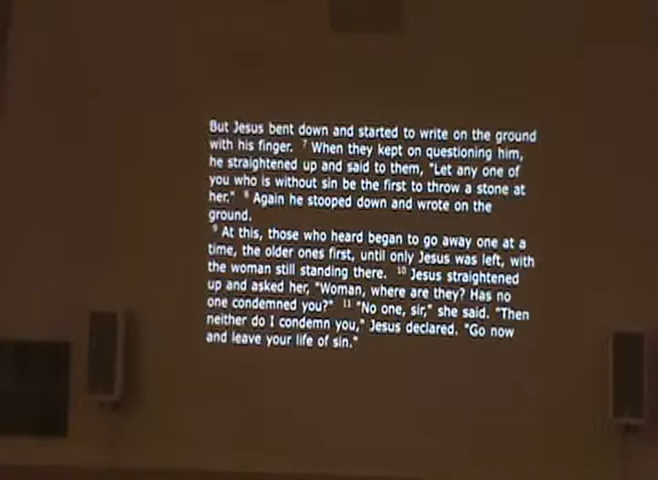 But Jesus bent down and started to write on the ground
with his finger. 7 When they kept on questioning him,
he straightened up and said to them, "Let any one of
you who is without sin be the first to throw a stone at
her." 8 Again he stooped down and wrote on the
ground.
9 At this, those who heard began to go away one at a
time, the older ones first, until only Jesus was left, with
the woman still standing there. 10 Jesus straightened
up and asked her, "Woman, where are they? Has no
one condemned you?" 11 "No one, sir," she said. "Then
neither do I condemn you," Jesus declared. "Go now
and leave your life of sin."